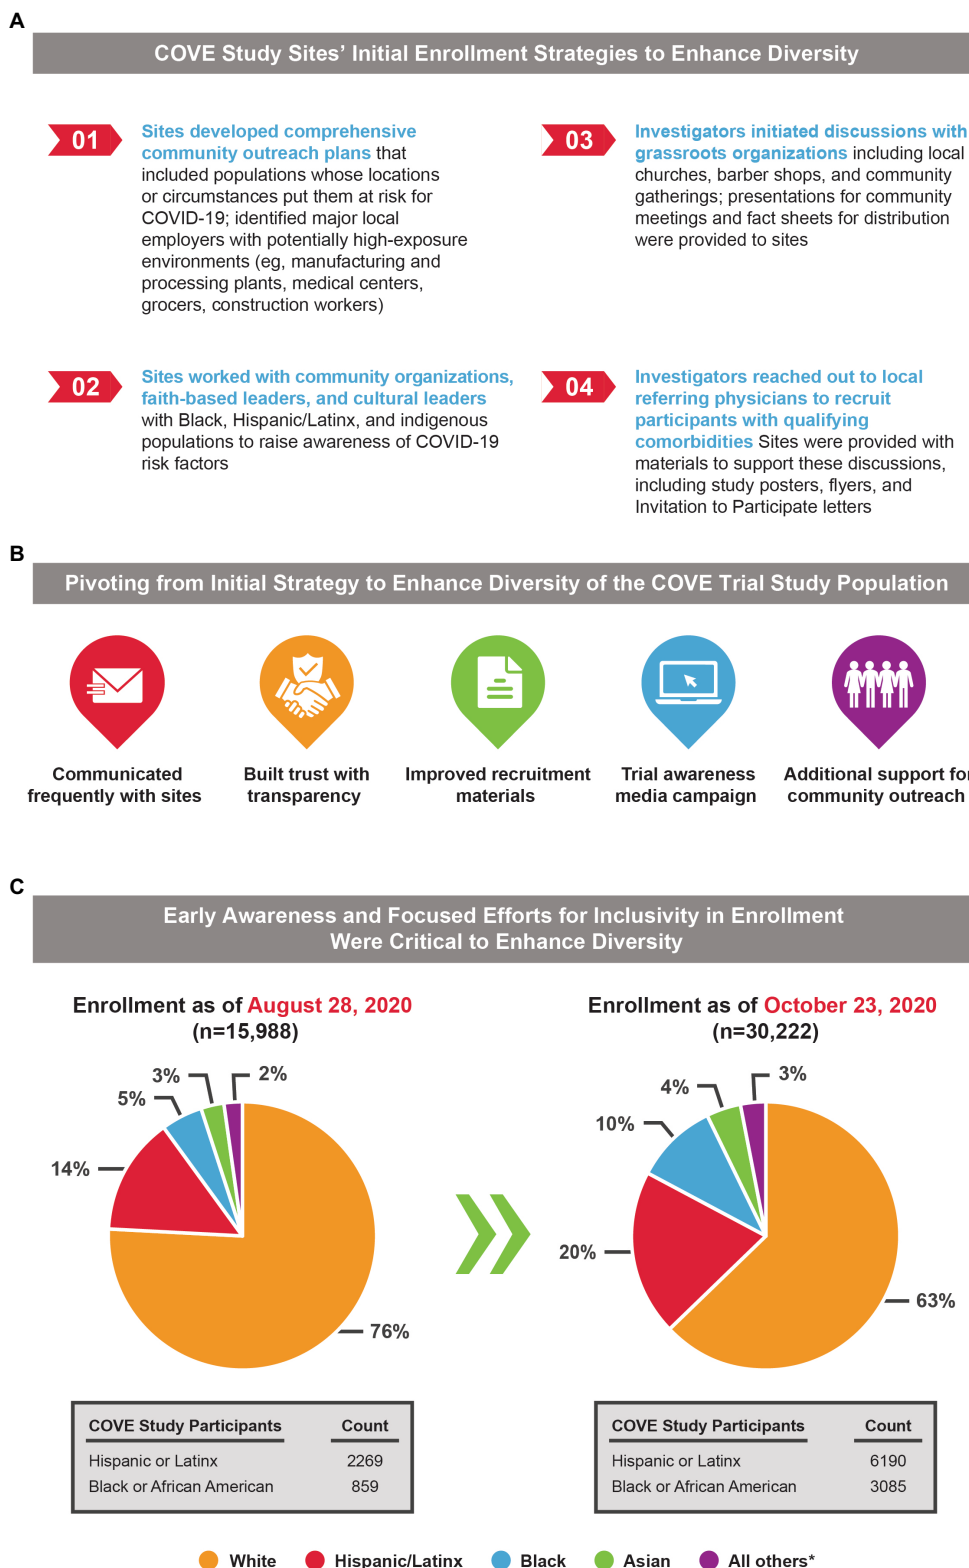 A
COVE Study Sites' Initial Enrollment Strategies to Enhance Diversity
01
Sites developed comprehensive
community outreach plans that
included populations whose locations
or circumstances put them at risk for
COVID-19; identified major local
employers with potentially high-exposure
environments (eg, manufacturing and
processing plants, medical centers,
grocers, construction workers)
02
Sites worked with community organizations,
faith-based leaders, and cultural leaders
with Black, Hispanic/Latinx, and indigenous
populations to raise awareness of COVID-19
risk factors
03
Investigators initiated discussions with
grassroots organizations including local
churches, barber shops, and community
gatherings; presentations for community
meetings and fact sheets for distribution
were provided to sites
04
Investigators reached out to local
referring physicians to recruit
participants with qualifying
comorbidities Sites were provided with
materials to support these discussions,
including study posters, flyers, and
Invitation to Participate letters
B
Pivoting from Initial Strategy to Enhance Diversity of the COVE Trial Study Population
Communicated
frequently with sites
Built trust with
transparency
Improved recruitment
materials
Trial awareness
media campaign
Additional support for
community outreach
C
Early Awareness and Focused Efforts for Inclusivity in Enrollment
Were Critical to Enhance Diversity
Enrollment as of August 28, 2020
(n=15,988)
3%
2%
5%
14%
76%
COVE Study Participants Count
Hispanic or Latinx 2269
Black or African American 859
Enrollment as of October 23, 2020
(n=30,222)
4%
3%
10%
20%
63%
COVE Study Participants Count
Hispanic or Latinx 6190
Black or African American 3085
White Hispanic/Latinx Black Asian All others*